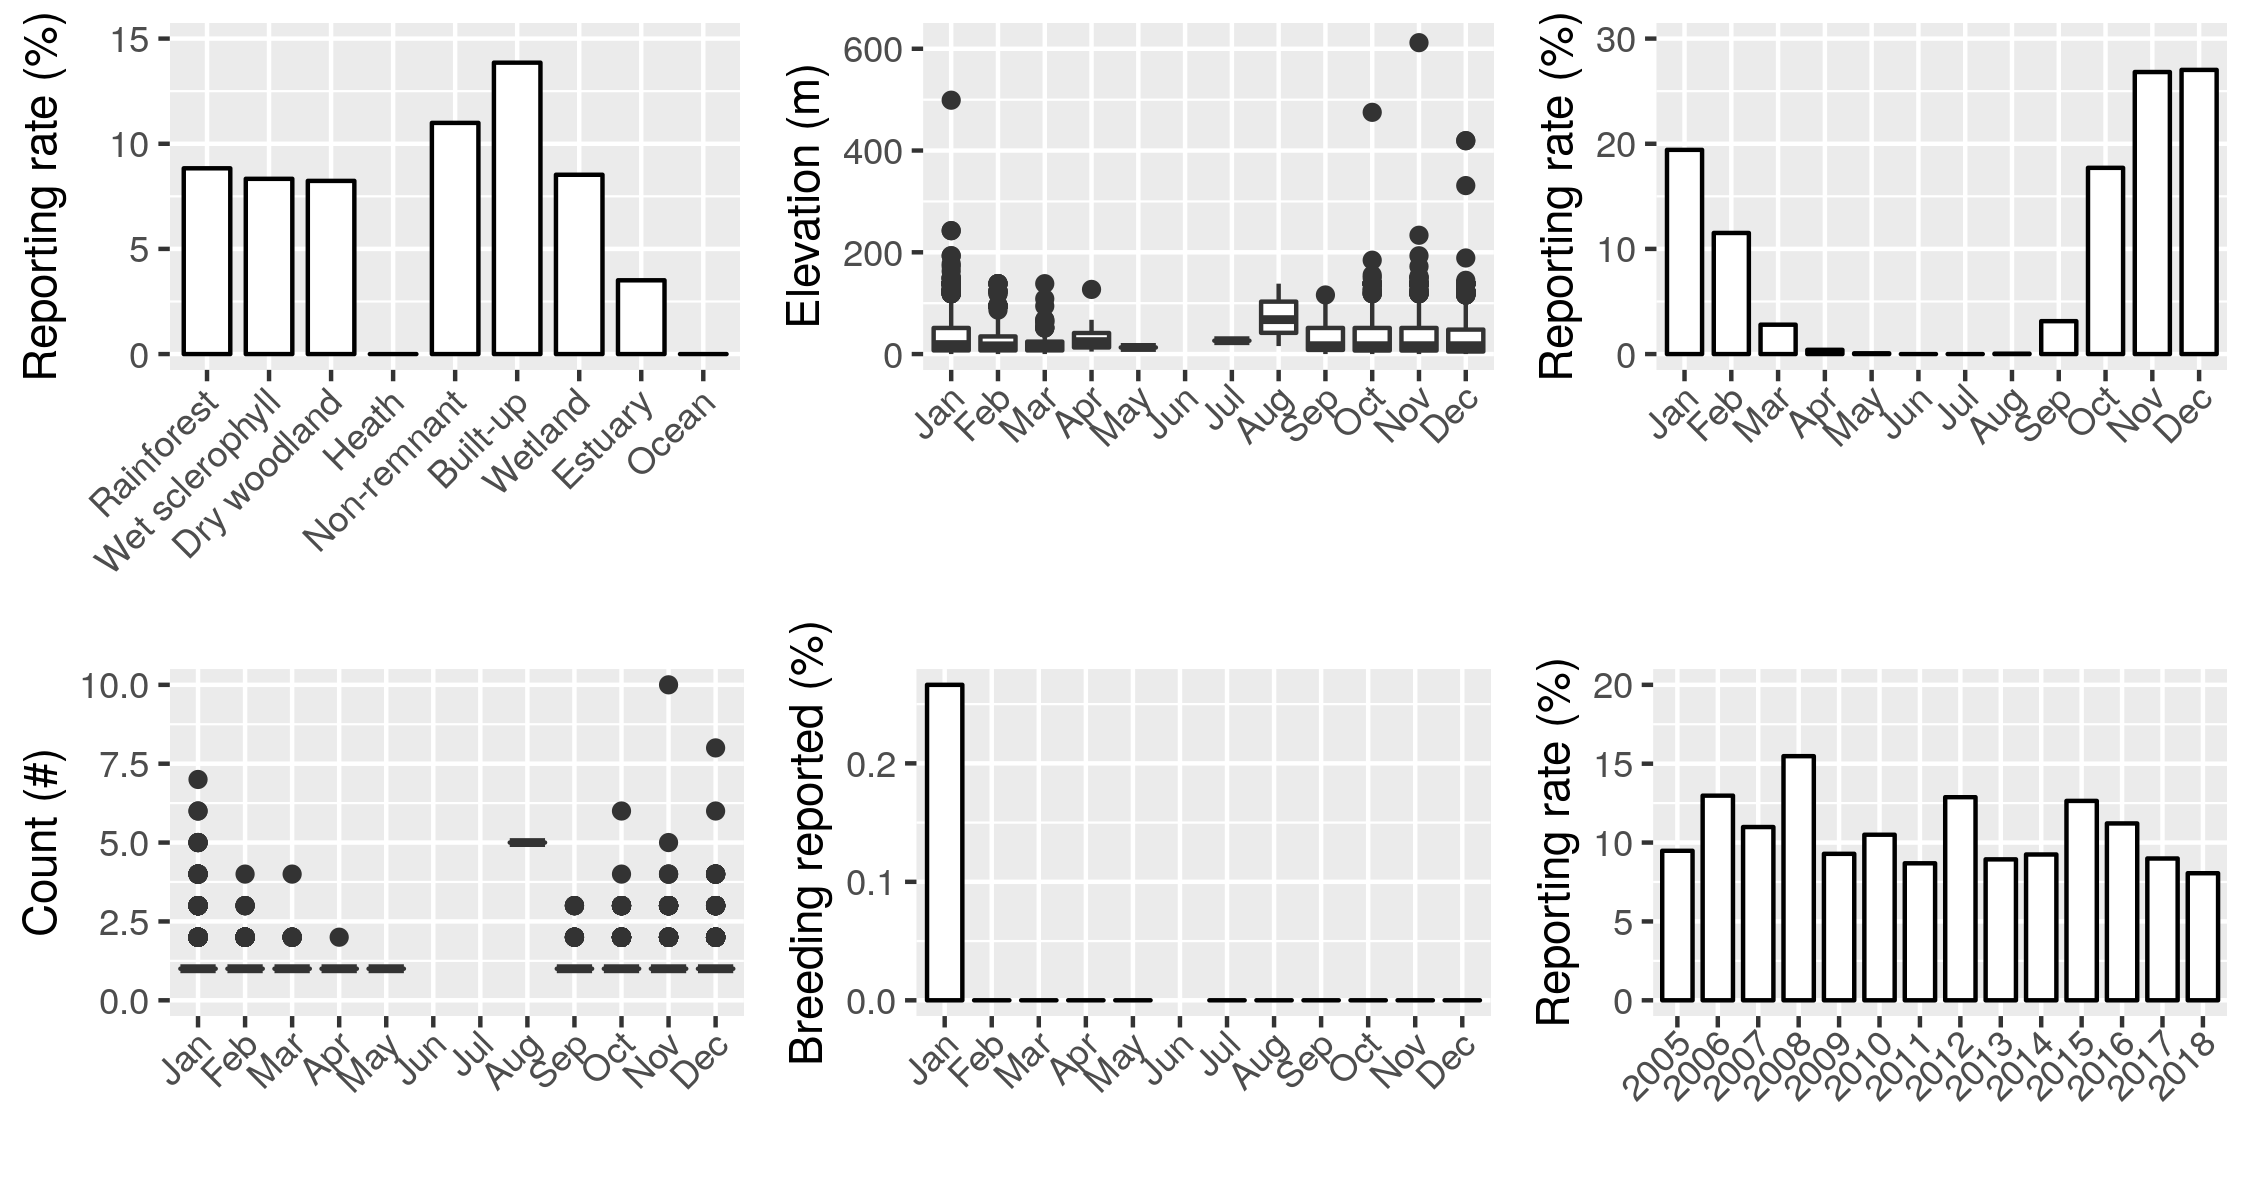 Reporting rate (%)
15
10
5
0
Rainforest
Wet sclerophyll
Dry woodland
Heath
Non-remnant
Built-up
Wetland
Estuary
Ocean
Elevation (m)
600
400
200
0
Jan
Feb
Mar
Apr
May
Jun
Jul
Aug
Sep
Oct
Nov
Dec
Reporting rate (%)
30
20
10
0
Jan
Feb
Mar
Apr
May
Jun
Jul
Aug
Sep
Oct
Nov
Dec
Count (#)
10.0
7.5
5.0
2.5
0.0
Jan
Feb
Mar
Apr
May
Jun
Jul
Aug
Sep
Oct
Nov
Dec
Breeding reported (%)
0.2
0.1
0.0
Jan
Feb
Mar
Apr
May
Jun
Jul
Aug
Sep
Oct
Nov
Dec
Reporting rate (%)
20
15
10
5
0
2005
2006
2007
2008
2009
2010
2011
2012
2013
2014
2015
2016
2017
2018